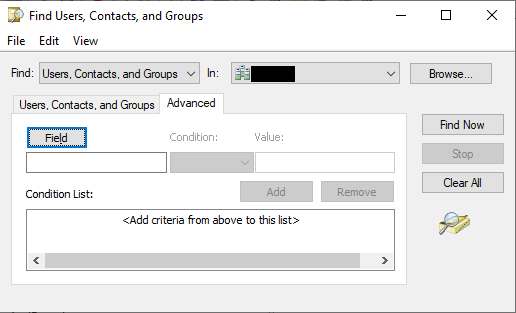 Find Users, Contacts, and Groups
File Edit View
Find: Users, Contacts, and Groups In: Browse...
Users, Contacts, and Groups Advanced
Field Condition: Value: Find Now
Stop
Condition List: Add Remove Clear All
<Add criteria from above to this list>